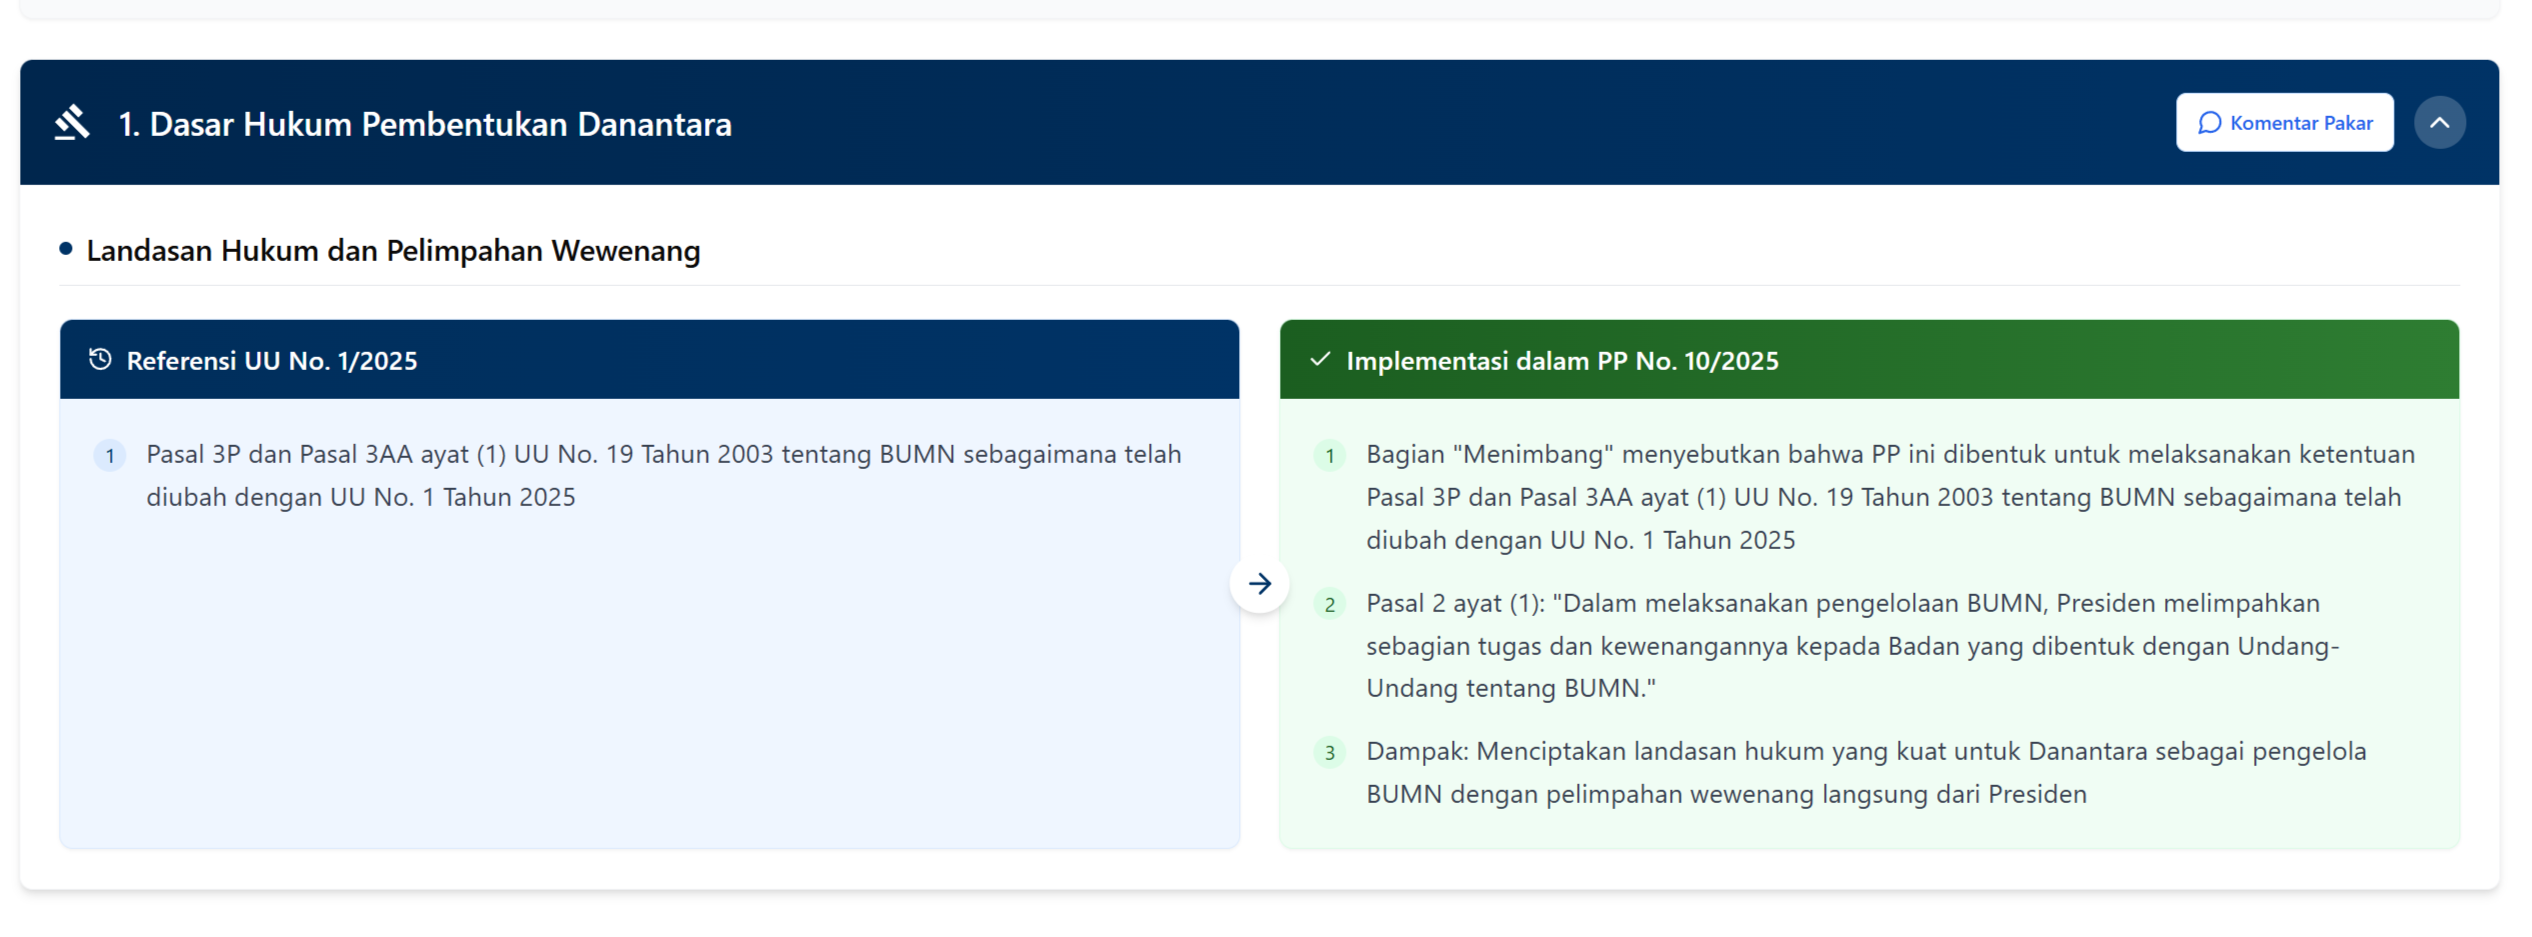 1. Dasar Hukum Pembentukan Danantara
Komentar Pakar
Landasan Hukum dan Pelimpahan Wewenang
Referensi UU No. 1/2025
1 Pasal 3P dan Pasal 3AA ayat (1) UU No. 19 Tahun 2003 tentang BUMN sebagaimana telah
diubah dengan UU No. 1 Tahun 2025
Implementasi dalam PP No. 10/2025
1 Bagian "Menimbang" menyebutkan bahwa PP ini dibentuk untuk melaksanakan ketentuan
Pasal 3P dan Pasal 3AA ayat (1) UU No. 19 Tahun 2003 tentang BUMN sebagaimana telah
diubah dengan UU No. 1 Tahun 2025
2 Pasal 2 ayat (1): "Dalam melaksanakan pengelolaan BUMN, Presiden melimpahkan
sebagian tugas dan kewenangannya kepada Badan yang dibentuk dengan Undang-
Undang tentang BUMN."
3 Dampak: Menciptakan landasan hukum yang kuat untuk Danantara sebagai pengelola
BUMN dengan pelimpahan wewenang langsung dari Presiden